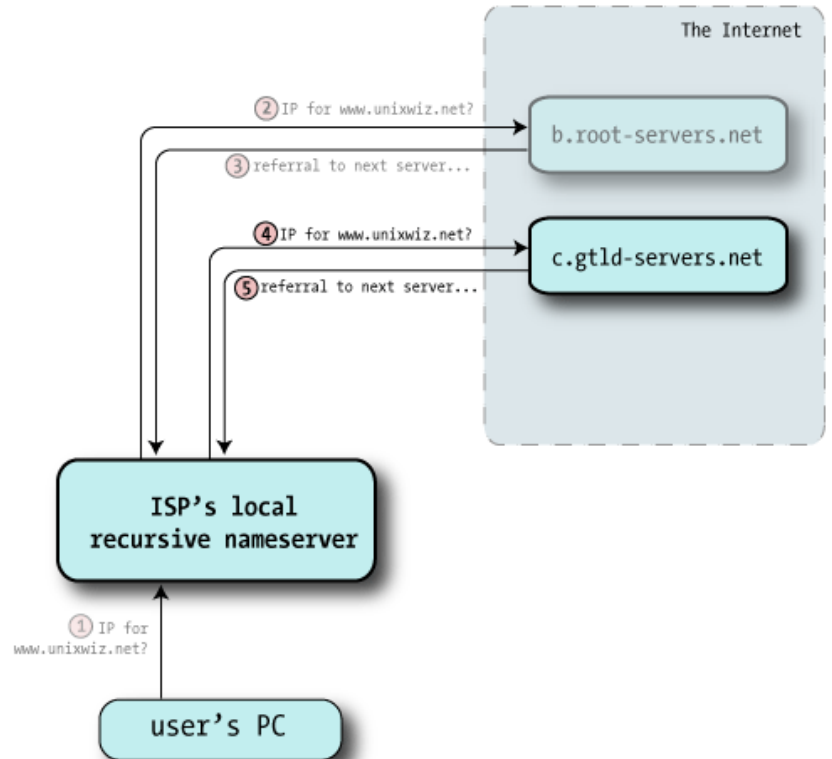 The Internet
② IP for www.unixwiz.net?
b.root-servers.net
③ referral to next server...
④ IP for www.unixwiz.net?
c.gtld-servers.net
⑤ referral to next server...
ISP's local
recursive nameserver
① IP for
www.unixwiz.net?
user's PC